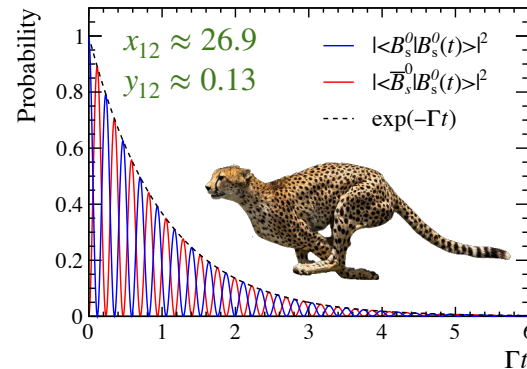 Probability
1
0.8
0.6
0.4
0.2
0
0 1 2 3 4 5 6
Γt
x₁₂ ≈ 26.9
y₁₂ ≈ 0.13
|<B⁰ₛ|B⁰ₛ(t)>|²
|<B̅⁰ₛ|B⁰ₛ(t)>|²
exp(-Γt)